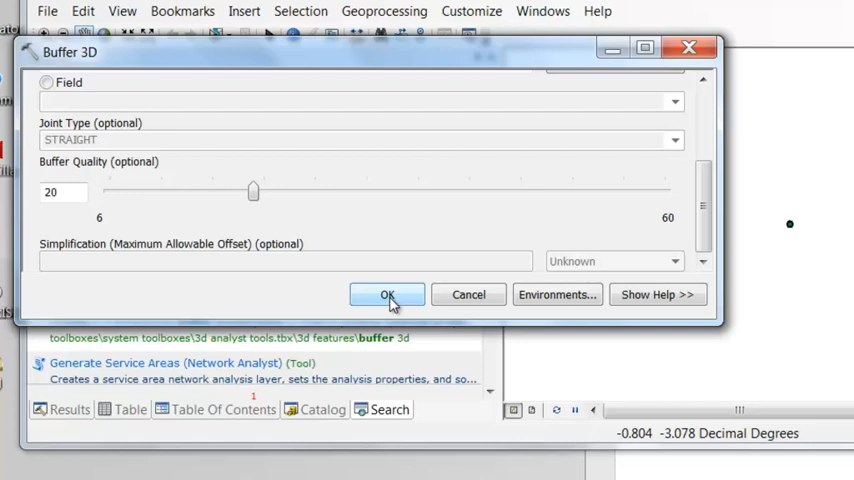 File Edit View Bookmarks Insert Selection Geoprocessing Customize Windows Help
Buffer 3D
Field
Joint Type (optional)
STRAIGHT
Buffer Quality (optional)
20
6 60
Simplification (Maximum Allowable Offset) (optional)
Unknown
OK Cancel Environments... Show Help >>
toolboxes\system toolboxes\3d analyst tools.tbx\3d features\buffer 3d
Generate Service Areas (Network Analyst) (Tool)
Creates a service area network analysis layer, sets the analysis properties, and so...
1
Results Table Table Of Contents Catalog Search
-0.804 -3.078 Decimal Degrees